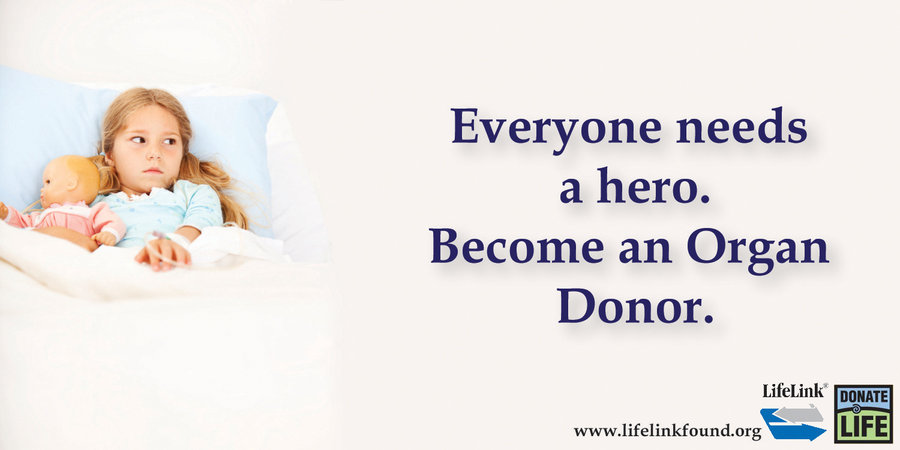 Everyone needs
a hero.
Become an Organ
Donor.
LifeLink®
www.lifelinkfound.org
DONATE
LIFE